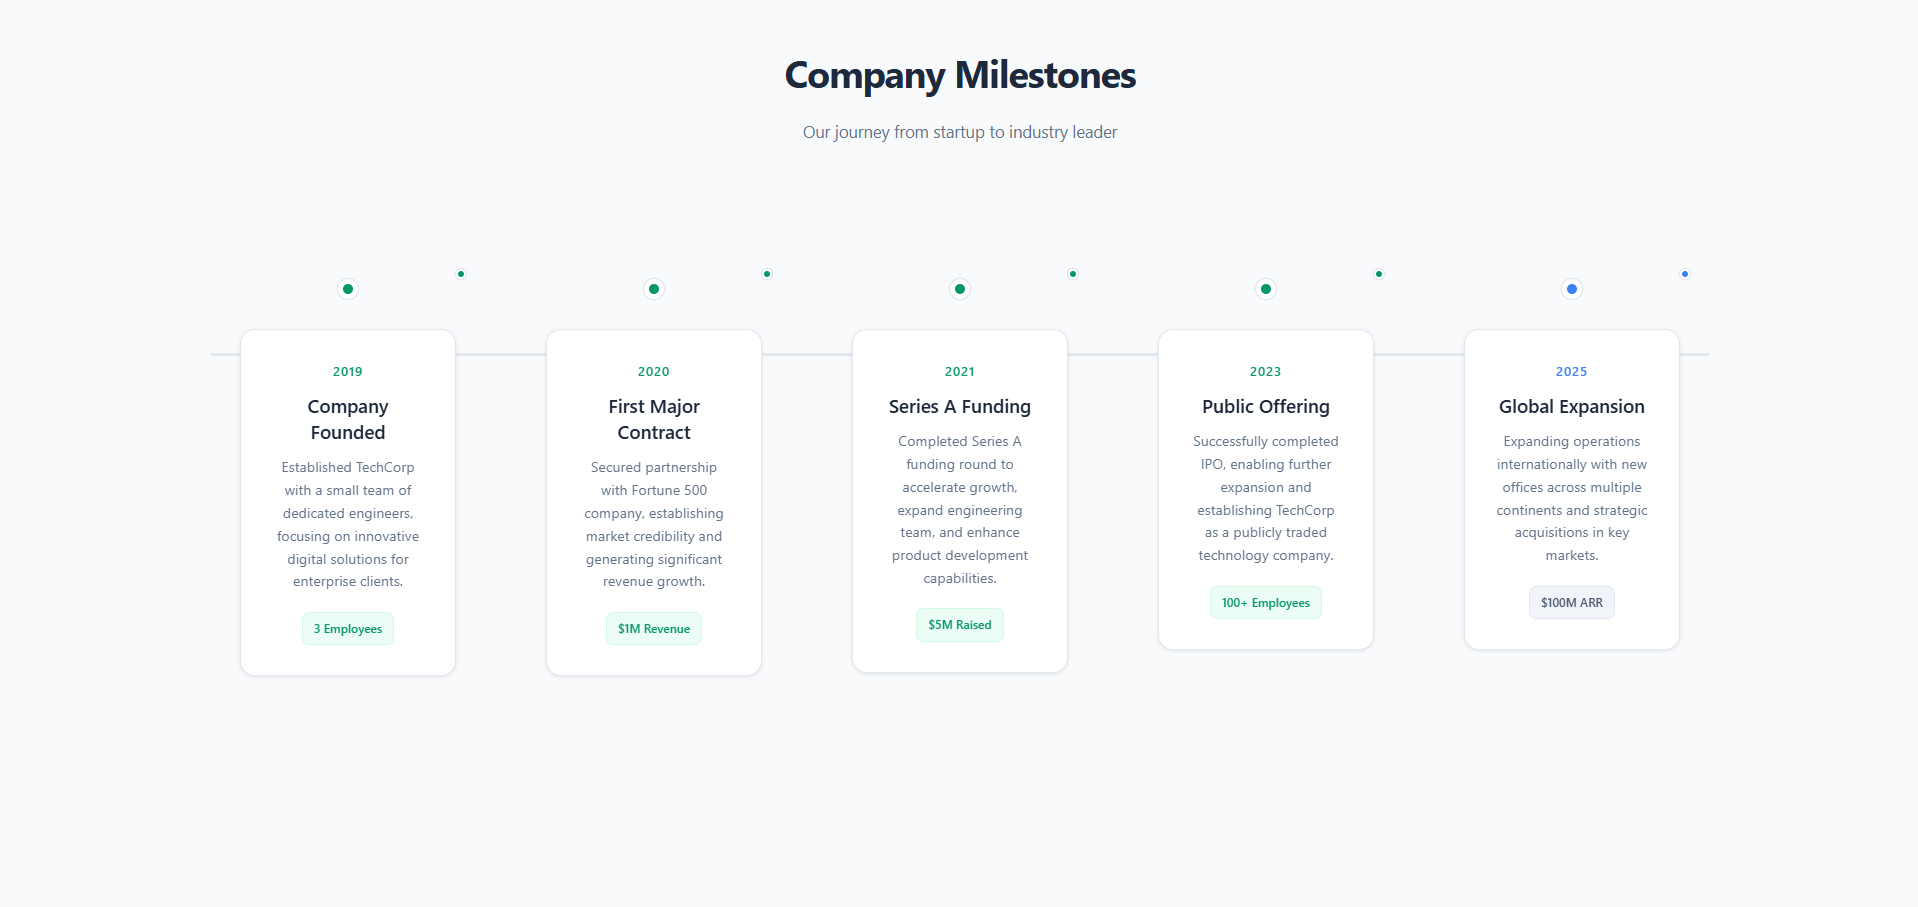 Company Milestones
Our journey from startup to industry leader
2019
Company
Founded
Established TechCorp
with a small team of
dedicated engineers,
focusing on innovative
digital solutions for
enterprise clients.
3 Employees
2020
First Major
Contract
Secured partnership
with Fortune 500
company, establishing
market credibility and
generating significant
revenue growth.
$1M Revenue
2021
Series A Funding
Completed Series A
funding round to
accelerate growth,
expand engineering
team, and enhance
product development
capabilities.
$5M Raised
2023
Public Offering
Successfully completed
IPO, enabling further
expansion and
establishing TechCorp
as a publicly traded
technology company.
100+ Employees
2025
Global Expansion
Expanding operations
internationally with new
offices across multiple
continents and strategic
acquisitions in key
markets.
$100M ARR